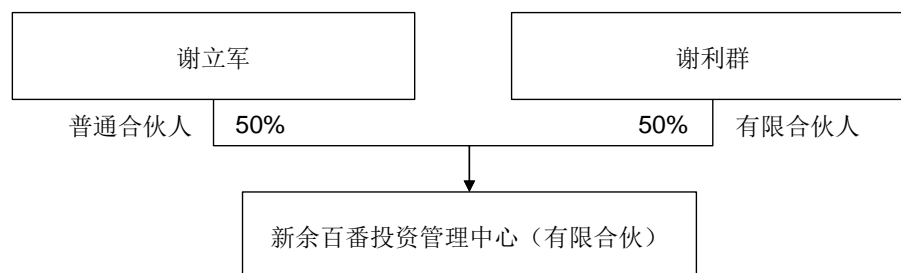 谢立军
谢利群
普通合伙人 50%
50% 有限合伙人
新余百番投资管理中心（有限合伙）